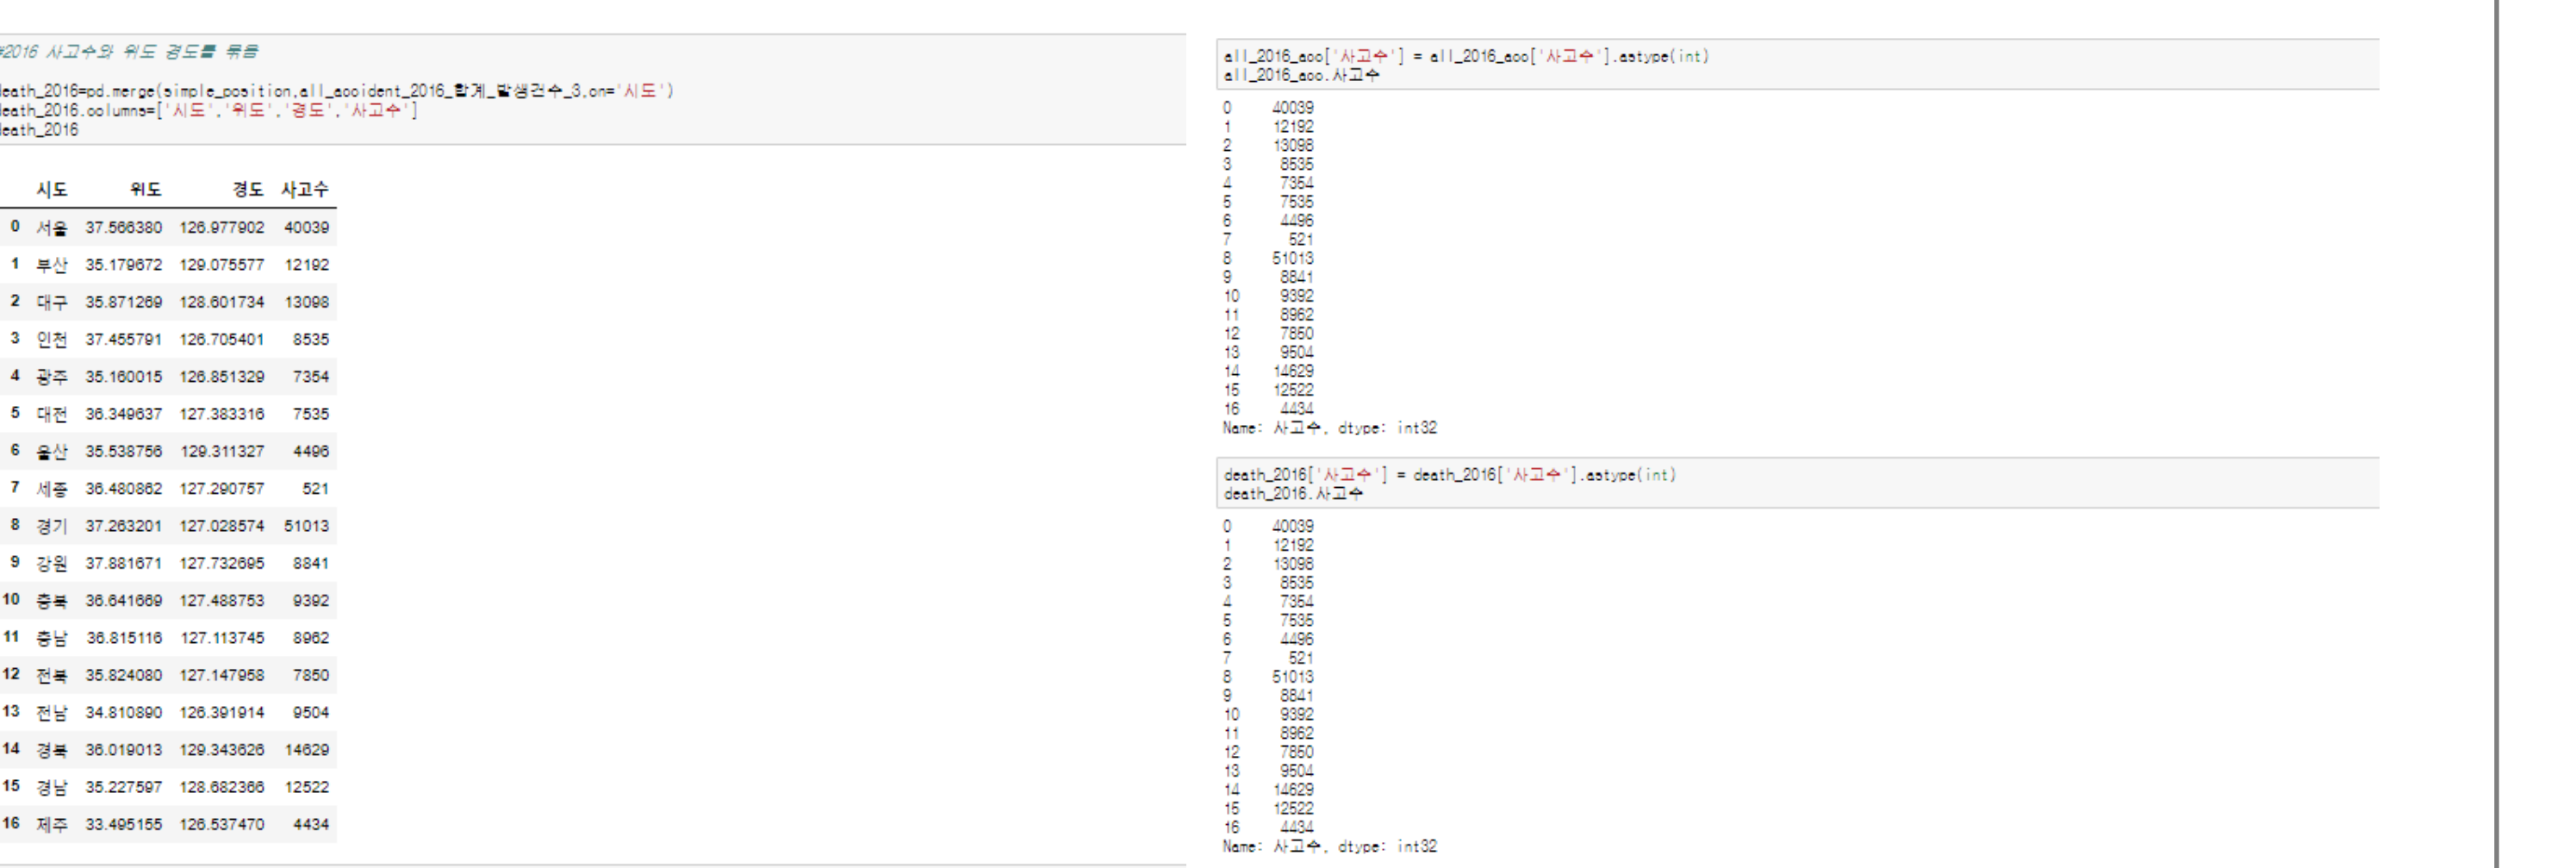 #2016 사고수와 위도 경도를 묶음
death_2016=pd.merge(simple_position,all_accident_2016_합계_발생건수_3,on='시도')
death_2016.columns=['시도','위도','경도','사고수']
death_2016
시도 위도 경도 사고수
0 서울 37.566380 126.977902 40039
1 부산 35.179672 129.075577 12192
2 대구 35.871269 128.601734 13098
3 인천 37.455791 126.705401 8535
4 광주 35.160015 126.851329 7354
5 대전 36.349637 127.383316 7535
6 울산 35.538756 129.311327 4496
7 세종 36.480862 127.290757 521
8 경기 37.263201 127.028574 51013
9 강원 37.881671 127.732695 8841
10 충북 36.641669 127.488753 9392
11 충남 36.815116 127.113745 8962
12 전북 35.824080 127.147958 7850
13 전남 34.810890 126.391914 9504
14 경북 36.019013 129.343626 14629
15 경남 35.227597 128.682366 12522
16 제주 33.495155 126.537470 4434
all_2016_acc['사고수'] = all_2016_acc['사고수'].astype(int)
all_2016_acc.사고수
0 40039
1 12192
2 13098
3 8535
4 7354
5 7535
6 4496
7 521
8 51013
9 8841
10 9392
11 8962
12 7850
13 9504
14 14629
15 12522
16 4434
Name: 사고수, dtype: int32
death_2016['사고수'] = death_2016['사고수'].astype(int)
death_2016.사고수
0 40039
1 12192
2 13098
3 8535
4 7354
5 7535
6 4496
7 521
8 51013
9 8841
10 9392
11 8962
12 7850
13 9504
14 14629
15 12522
16 4434
Name: 사고수, dtype: int32